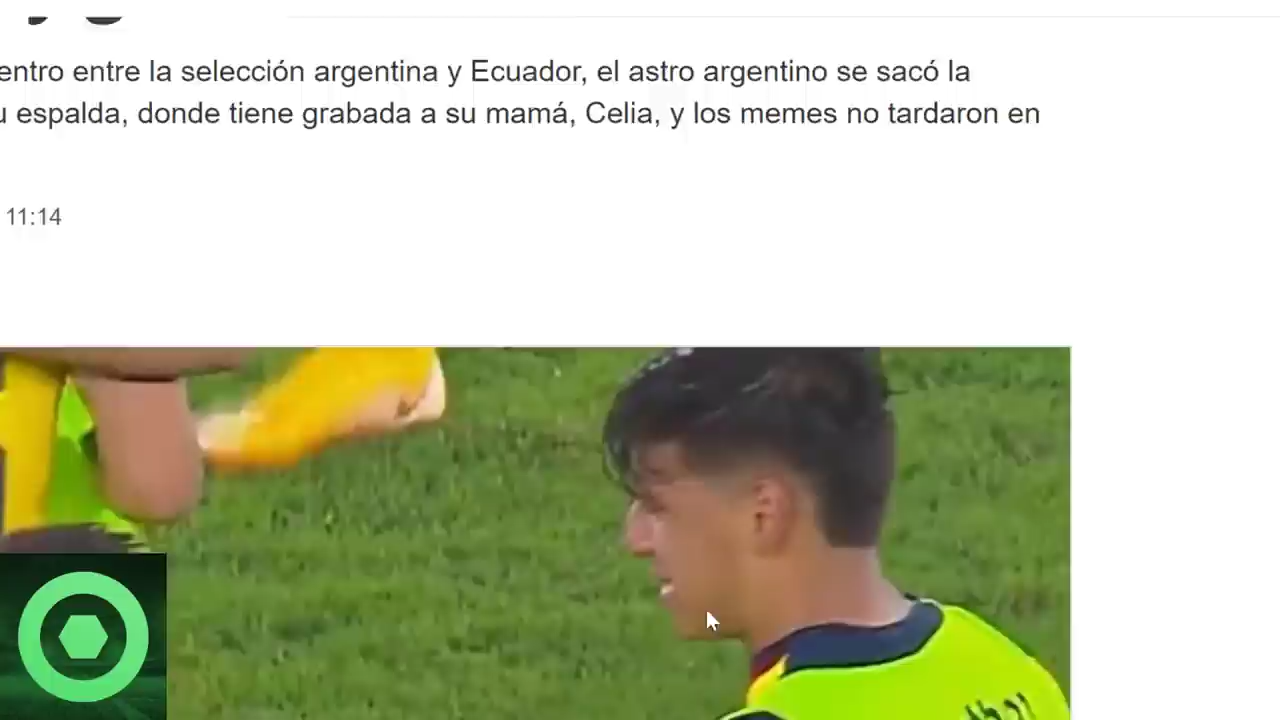 entro entre la selección argentina y Ecuador, el astro argentino se sacó la
u espalda, donde tiene grabada a su mamá, Celia, y los memes no tardaron en
11:14